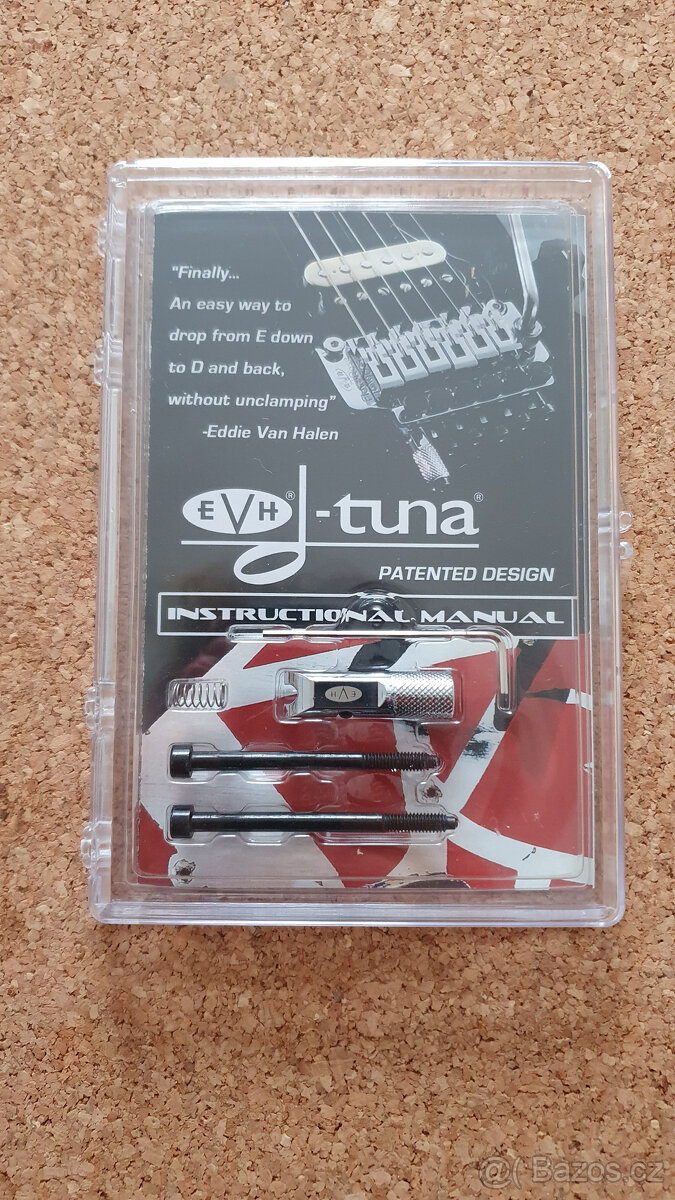 "Finally...
An easy way to
drop from E down
to D and back,
without unclamping"
-Eddie Van Halen
EVH® d-tuna®
PATENTED DESIGN
INSTRUCTIONAL MANUAL
EVH
@( Bazos.cz